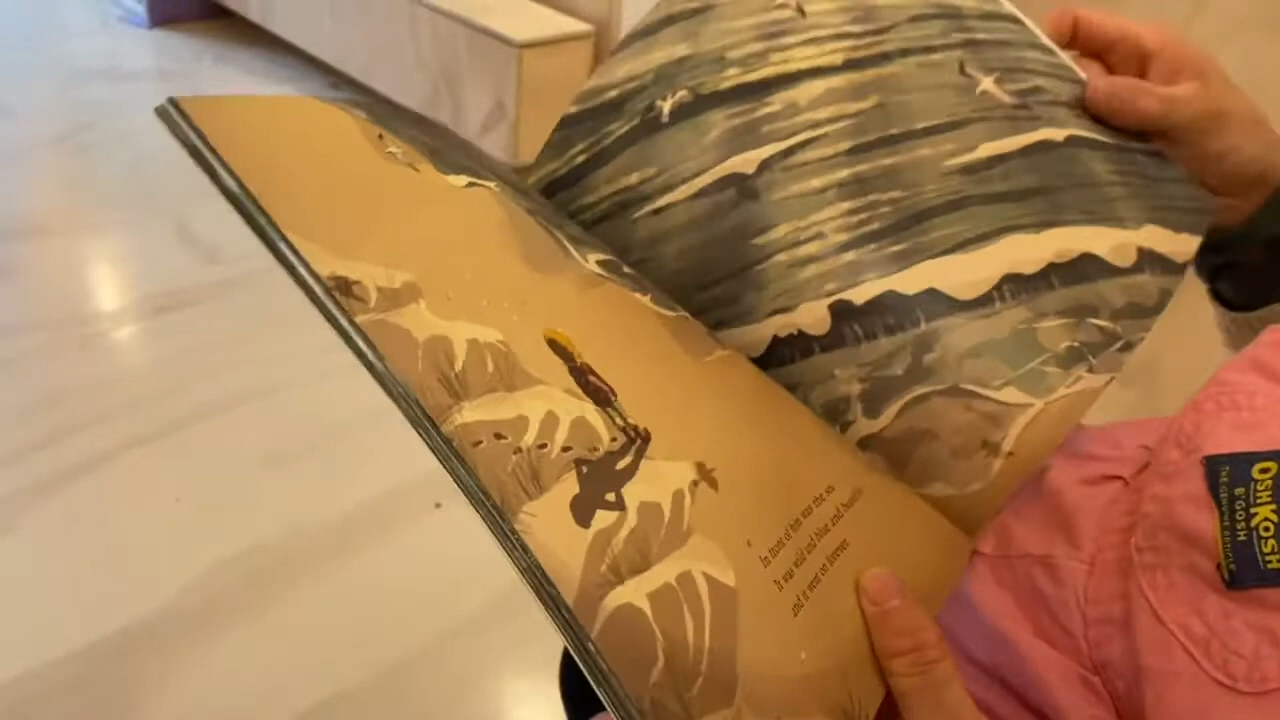 In front of him was the sea.
It was wild and blue and beautiful
and it went on forever.
OSHKOSH
B'GOSH
THE GENUINE ARTICLE